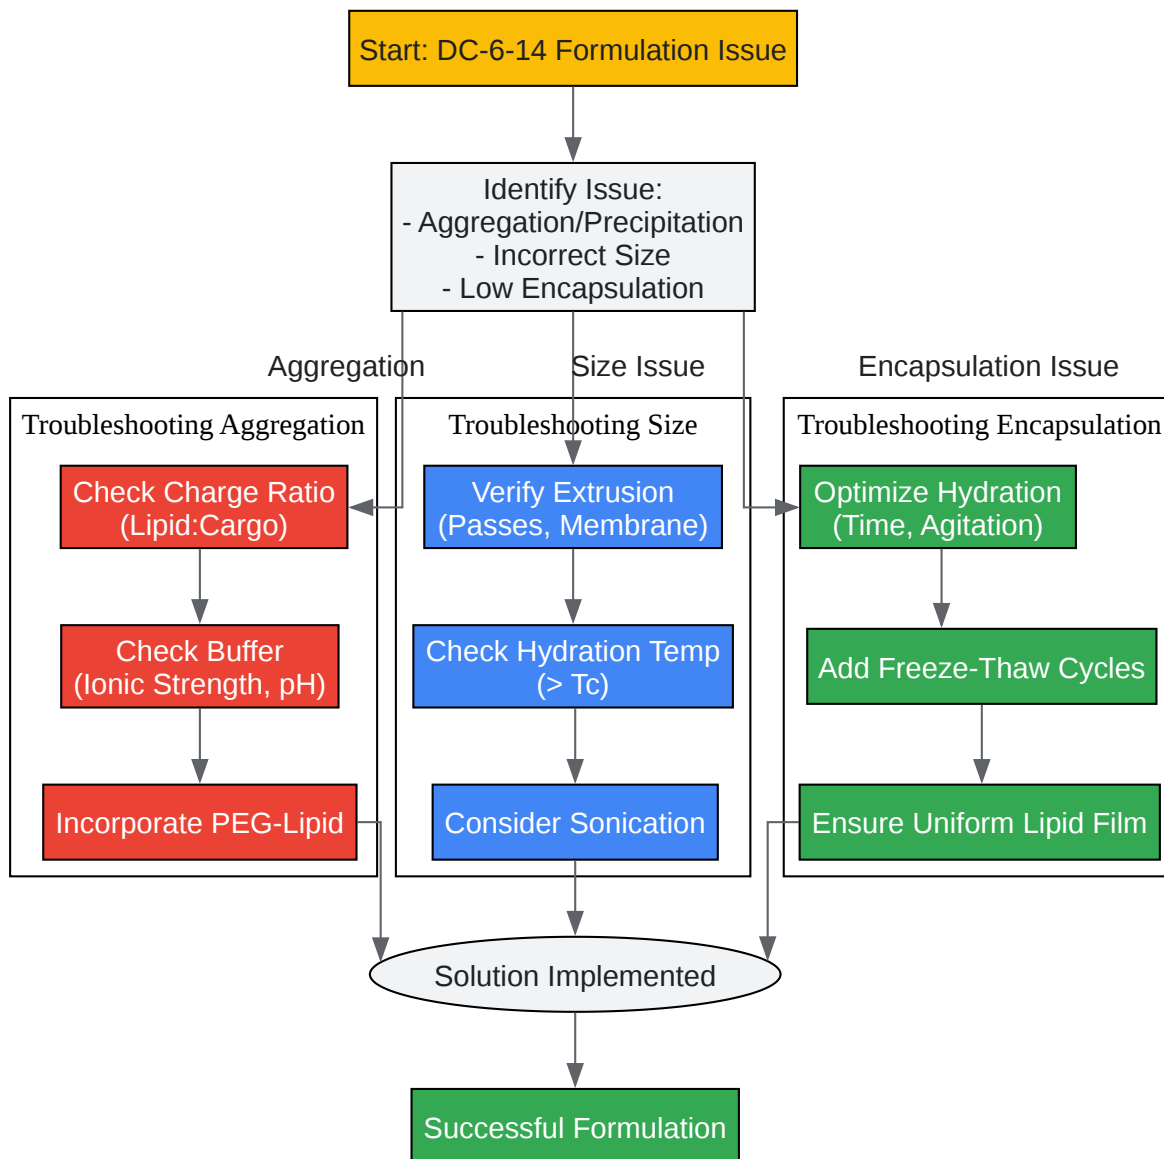 Start: DC-6-14 Formulation Issue
Identify Issue:
- Aggregation/Precipitation
- Incorrect Size
- Low Encapsulation
Aggregation
Size Issue
Encapsulation Issue
Troubleshooting Aggregation
Check Charge Ratio
(Lipid:Cargo)
Check Buffer
(Ionic Strength, pH)
Incorporate PEG-Lipid
Troubleshooting Size
Verify Extrusion
(Passes, Membrane)
Check Hydration Temp
(> Tc)
Consider Sonication
Troubleshooting Encapsulation
Optimize Hydration
(Time, Agitation)
Add Freeze-Thaw Cycles
Ensure Uniform Lipid Film
Solution Implemented
Successful Formulation